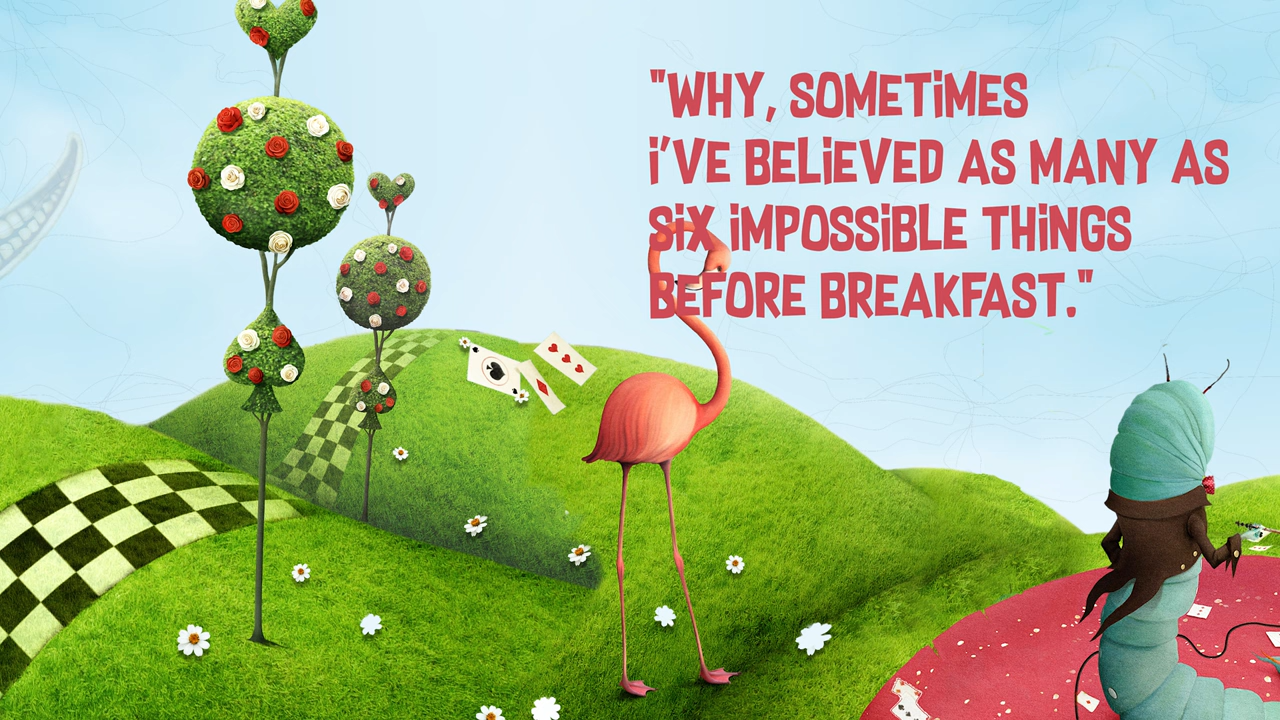 "WHY, SOMETIMES
I'VE BELIEVED AS MANY AS
SIX IMPOSSIBLE THINGS
BEFORE BREAKFAST."